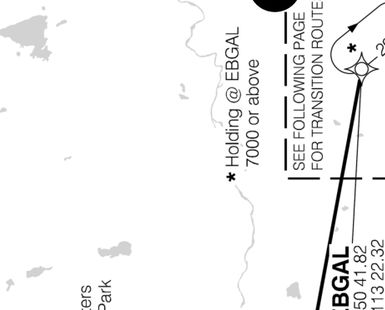 * Holding @ EBGAL
7000 or above
SEE FOLLOWING PAGE
FOR TRANSITION ROUTE
*
EBGAL
50 41.82
113 22.32
ters
Park